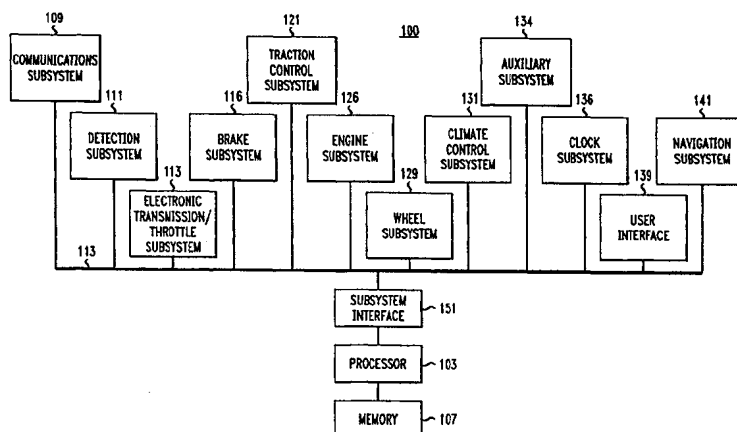 109
COMMUNICATIONS
SUBSYSTEM
121
TRACTION
CONTROL
SUBSYSTEM
100
134
AUXILIARY
SUBSYSTEM
111
DETECTION
SUBSYSTEM
116
BRAKE
SUBSYSTEM
126
ENGINE
SUBSYSTEM
131
CLIMATE
CONTROL
SUBSYSTEM
136
CLOCK
SUBSYSTEM
141
NAVIGATION
SUBSYSTEM
113
ELECTRONIC
TRANSMISSION/
THROTTLE
SUBSYSTEM
129
WHEEL
SUBSYSTEM
139
USER
INTERFACE
113
SUBSYSTEM
INTERFACE
151
PROCESSOR
103
MEMORY
107